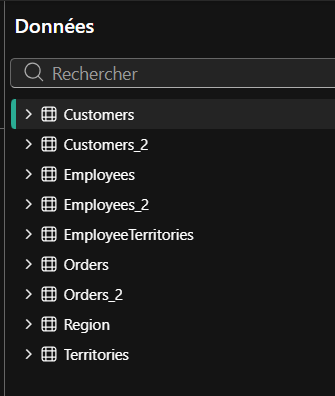 Données
Rechercher
Customers
Customers_2
Employees
Employees_2
EmployeeTerritories
Orders
Orders_2
Region
Territories